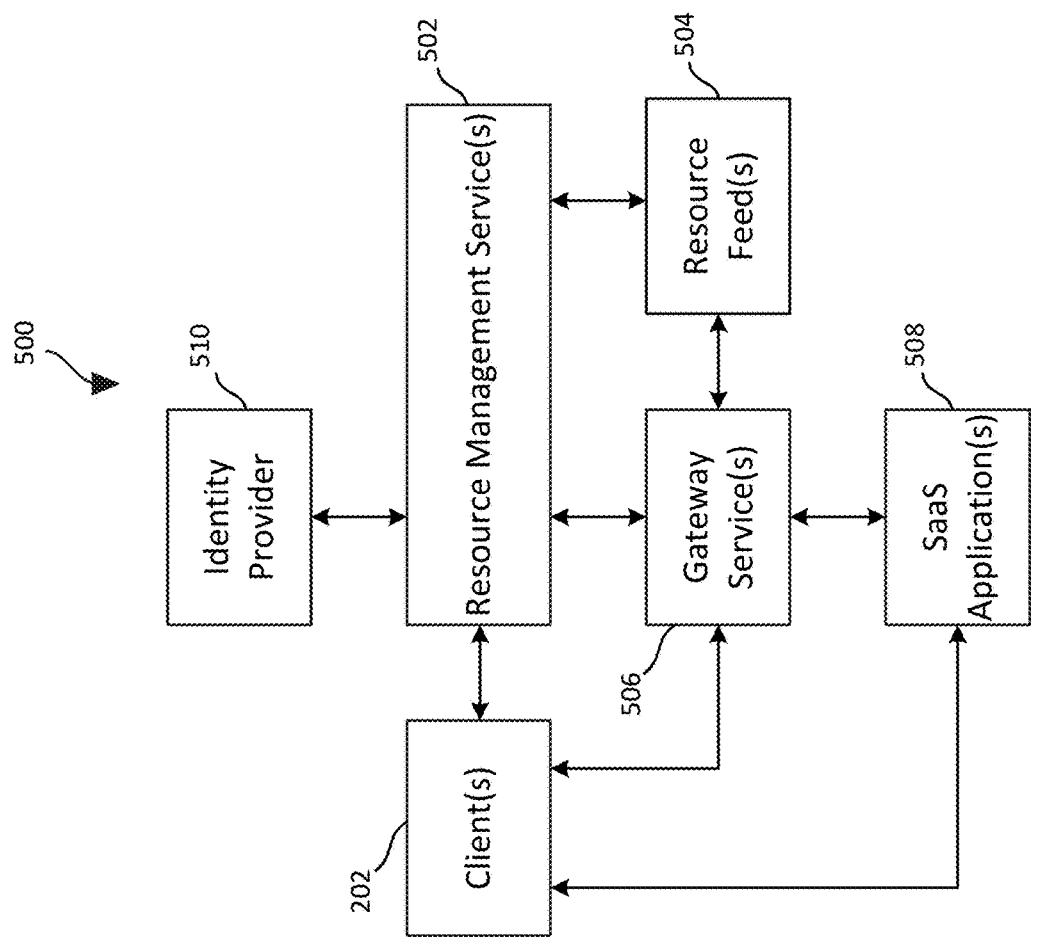 500
510
Identity
Provider
202
502
Client(s)
Resource Management Service(s)
506
504
Gateway
Service(s)
Resource
Feed(s)
508
SaaS
Application(s)